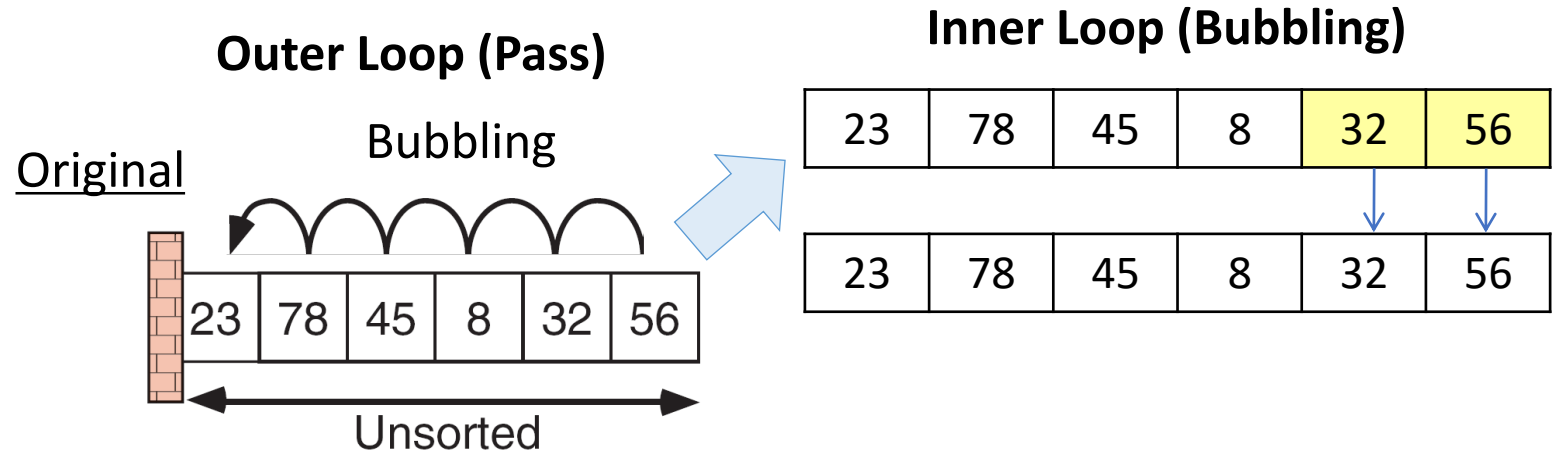 Outer Loop (Pass)
Original
Bubbling
23 78 45 8 32 56
Unsorted
Inner Loop (Bubbling)
23 78 45 8 32 56
23 78 45 8 32 56